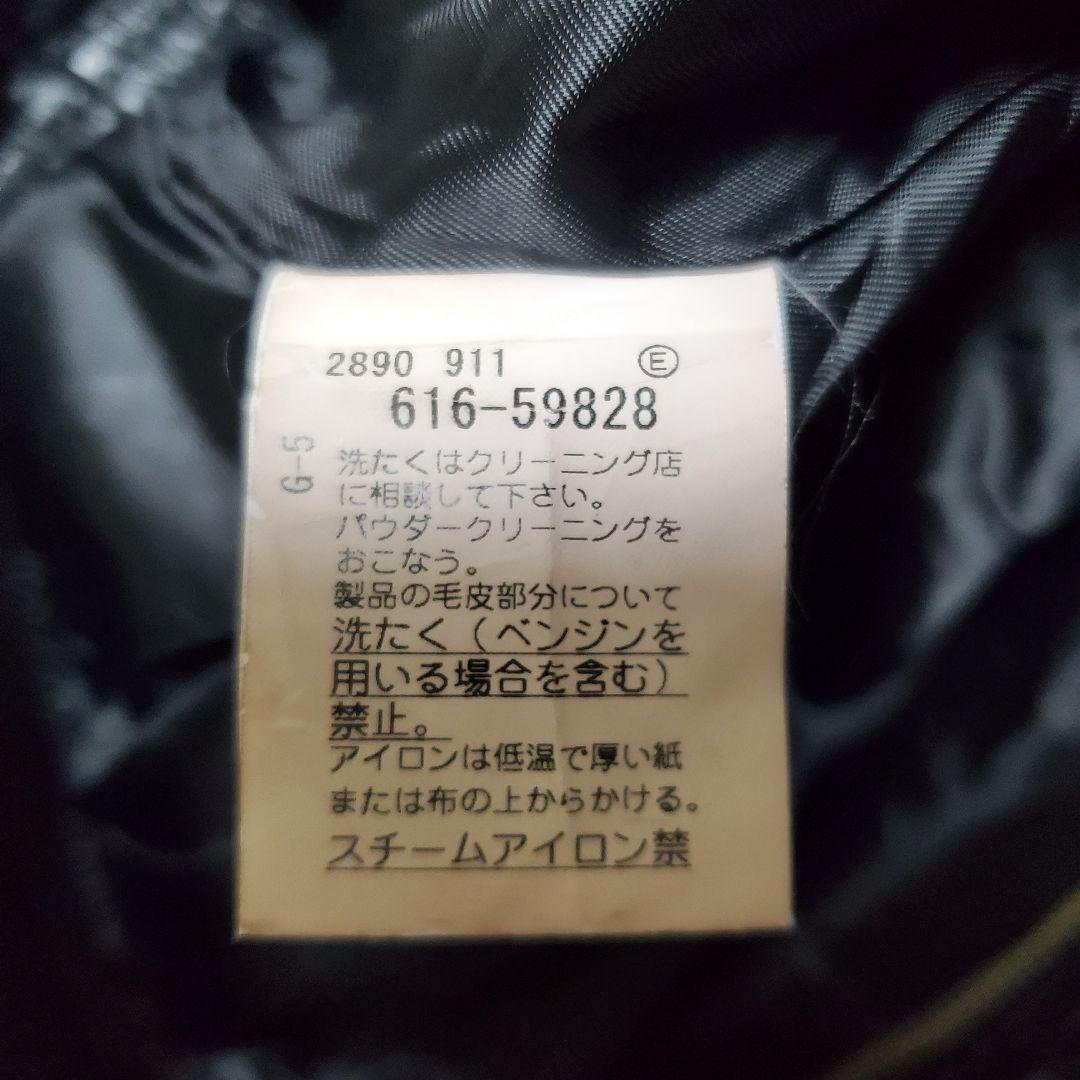 2890 911 Ⓔ
616-59828
G-5
洗たくはクリーニング店
に相談して下さい。
パウダークリーニングを
おこなう。
製品の毛皮部分について
洗たく（ベンジンを
用いる場合を含む）
禁止。
アイロンは低温で厚い紙
または布の上からかける。
スチームアイロン禁